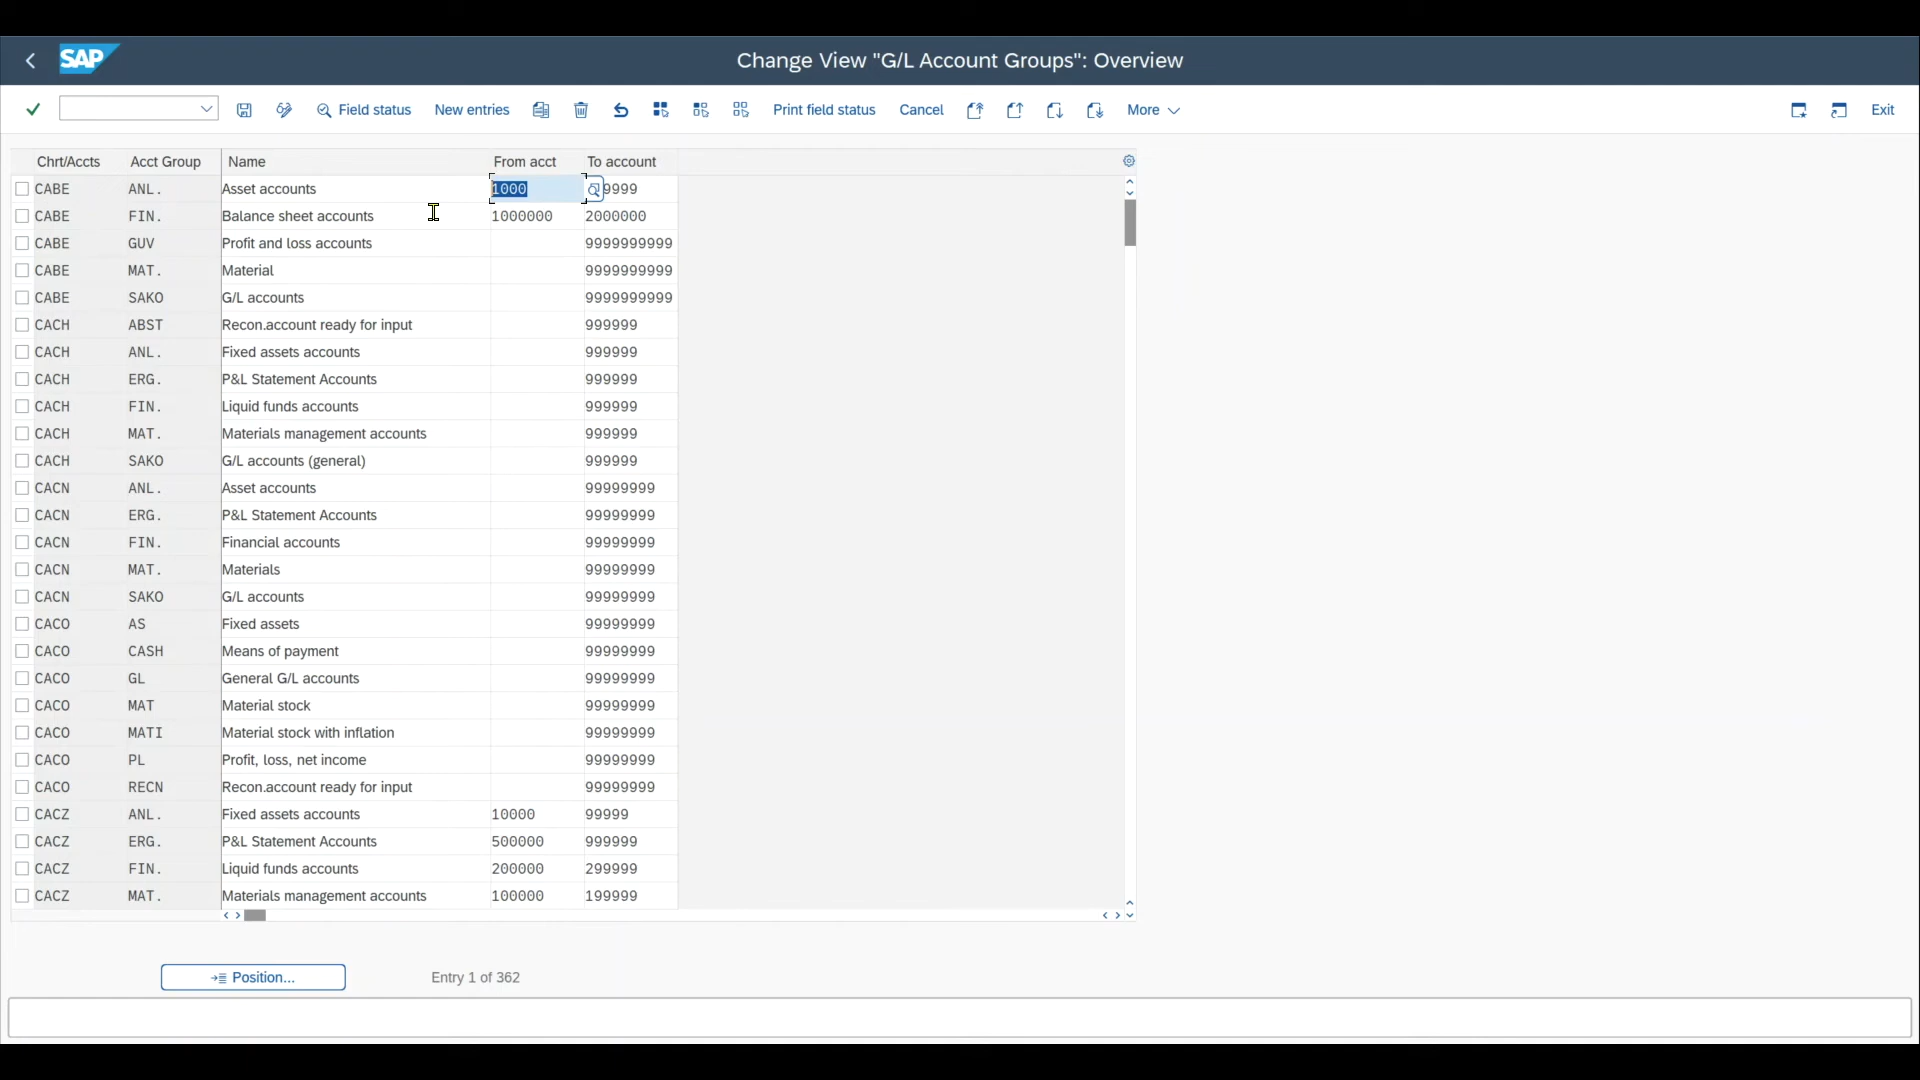 SAP
Change View "G/L Account Groups": Overview
Field status New entries Print field status Cancel More Exit
Chrt/Accts Acct Group Name From acct To account
CABE ANL. Asset accounts 1000 9999
CABE FIN. Balance sheet accounts 1000000 2000000
CABE GUV Profit and loss accounts 9999999999
CABE MAT. Material 9999999999
CABE SAKO G/L accounts 9999999999
CACH ABST Recon.account ready for input 999999
CACH ANL. Fixed assets accounts 999999
CACH ERG. P&L Statement Accounts 999999
CACH FIN. Liquid funds accounts 999999
CACH MAT. Materials management accounts 999999
CACH SAKO G/L accounts (general) 999999
CACN ANL. Asset accounts 99999999
CACN ERG. P&L Statement Accounts 99999999
CACN FIN. Financial accounts 99999999
CACN MAT. Materials 99999999
CACN SAKO G/L accounts 99999999
CACO AS Fixed assets 99999999
CACO CASH Means of payment 99999999
CACO GL General G/L accounts 99999999
CACO MAT Material stock 99999999
CACO MATI Material stock with inflation 99999999
CACO PL Profit, loss, net income 99999999
CACO RECN Recon.account ready for input 99999999
CACZ ANL. Fixed assets accounts 10000 99999
CACZ ERG. P&L Statement Accounts 500000 999999
CACZ FIN. Liquid funds accounts 200000 299999
CACZ MAT. Materials management accounts 100000 199999
Position... Entry 1 of 362